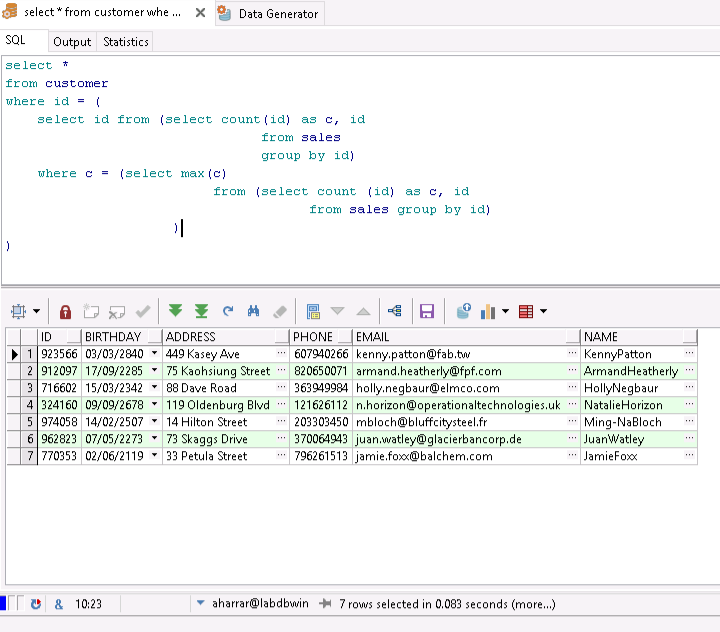 select * from customer whe ...
Data Generator
SQL Output Statistics
select *
from customer
where id = (
select id from (select count(id) as c, id
from sales
group by id)
where c = (select max(c)
from (select count (id) as c, id
from sales group by id)
)
)
ID BIRTHDAY ADDRESS PHONE EMAIL NAME
1 923566 03/03/2840 449 Kasey Ave ... 607940266 kenny.patton@fab.tw ... KennyPatton ...
2 912097 17/09/2285 75 Kaohsiung Street ... 820650071 armand.heatherly@fpf.com ... ArmandHeatherly ...
3 716602 15/03/2342 88 Dave Road ... 363949984 holly.negbaur@elmco.com ... HollyNegbaur ...
4 324160 09/09/2678 119 Oldenburg Blvd ... 121626112 n.horizon@operationaltechnologies.uk ... NatalieHorizon ...
5 974058 14/02/2507 14 Hilton Street ... 203303450 mbloch@bluffcitysteel.fr ... Ming-NaBloch ...
6 962823 07/05/2273 73 Skaggs Drive ... 370064943 juan.watley@glacierbancorp.de ... JuanWatley ...
7 770353 02/06/2119 33 Petula Street ... 796261513 jamie.foxx@balchem.com ... JamieFoxx ...
& 10:23 aharrar@labdbwin 7 rows selected in 0.083 seconds (more...)